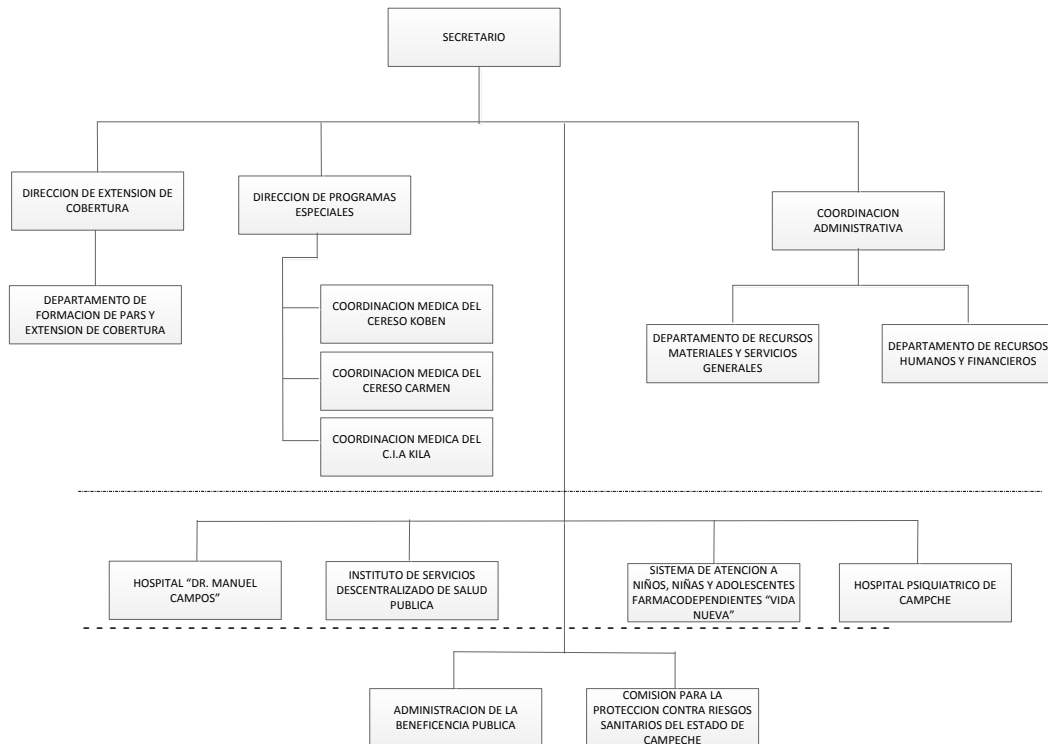 SECRETARIO
DIRECCION DE EXTENSION DE
COBERTURA
DIRECCION DE PROGRAMAS
ESPECIALES
COORDINACION
ADMINISTRATIVA
DEPARTAMENTO DE
FORMACION DE PARS Y
EXTENSION DE COBERTURA
COORDINACION MEDICA DEL
CERESO KOBEN
COORDINACION MEDICA DEL
CERESO CARMEN
COORDINACION MEDICA DEL
C.I.A KILA
DEPARTAMENTO DE RECURSOS
MATERIALES Y SERVICIOS
GENERALES
DEPARTAMENTO DE RECURSOS
HUMANOS Y FINANCIEROS
HOSPITAL “DR. MANUEL
CAMPOS”
INSTITUTO DE SERVICIOS
DESCENTRALIZADO DE SALUD
PUBLICA
SISTEMA DE ATENCION A
NIÑOS, NIÑAS Y ADOLESCENTES
FARMACODEPENDIENTES “VIDA
NUEVA”
HOSPITAL PSIQUIATRICO DE
CAMPCHE
ADMINISTRACION DE LA
BENEFICENCIA PUBLICA
COMISION PARA LA
PROTECCION CONTRA RIESGOS
SANITARIOS DEL ESTADO DE
CAMPECHE